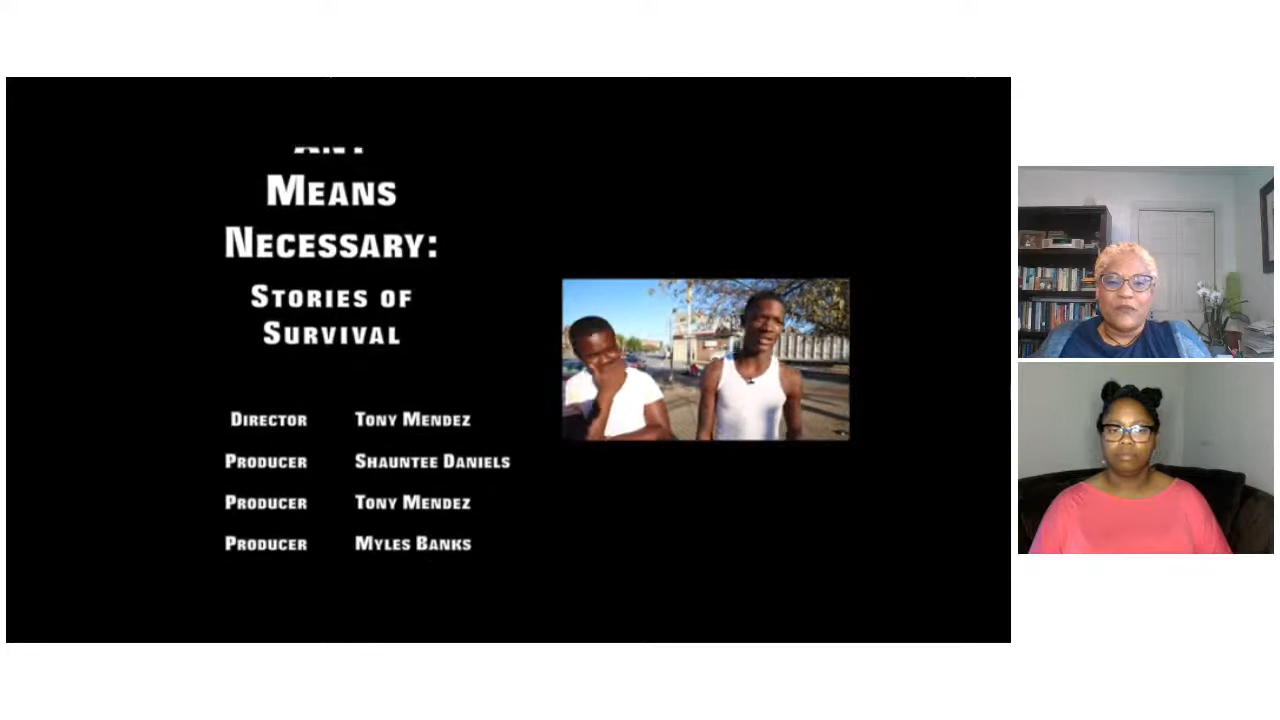 Means
Necessary:
Stories of
Survival
Director Tony Mendez
Producer Shauntee Daniels
Producer Tony Mendez
Producer Myles Banks